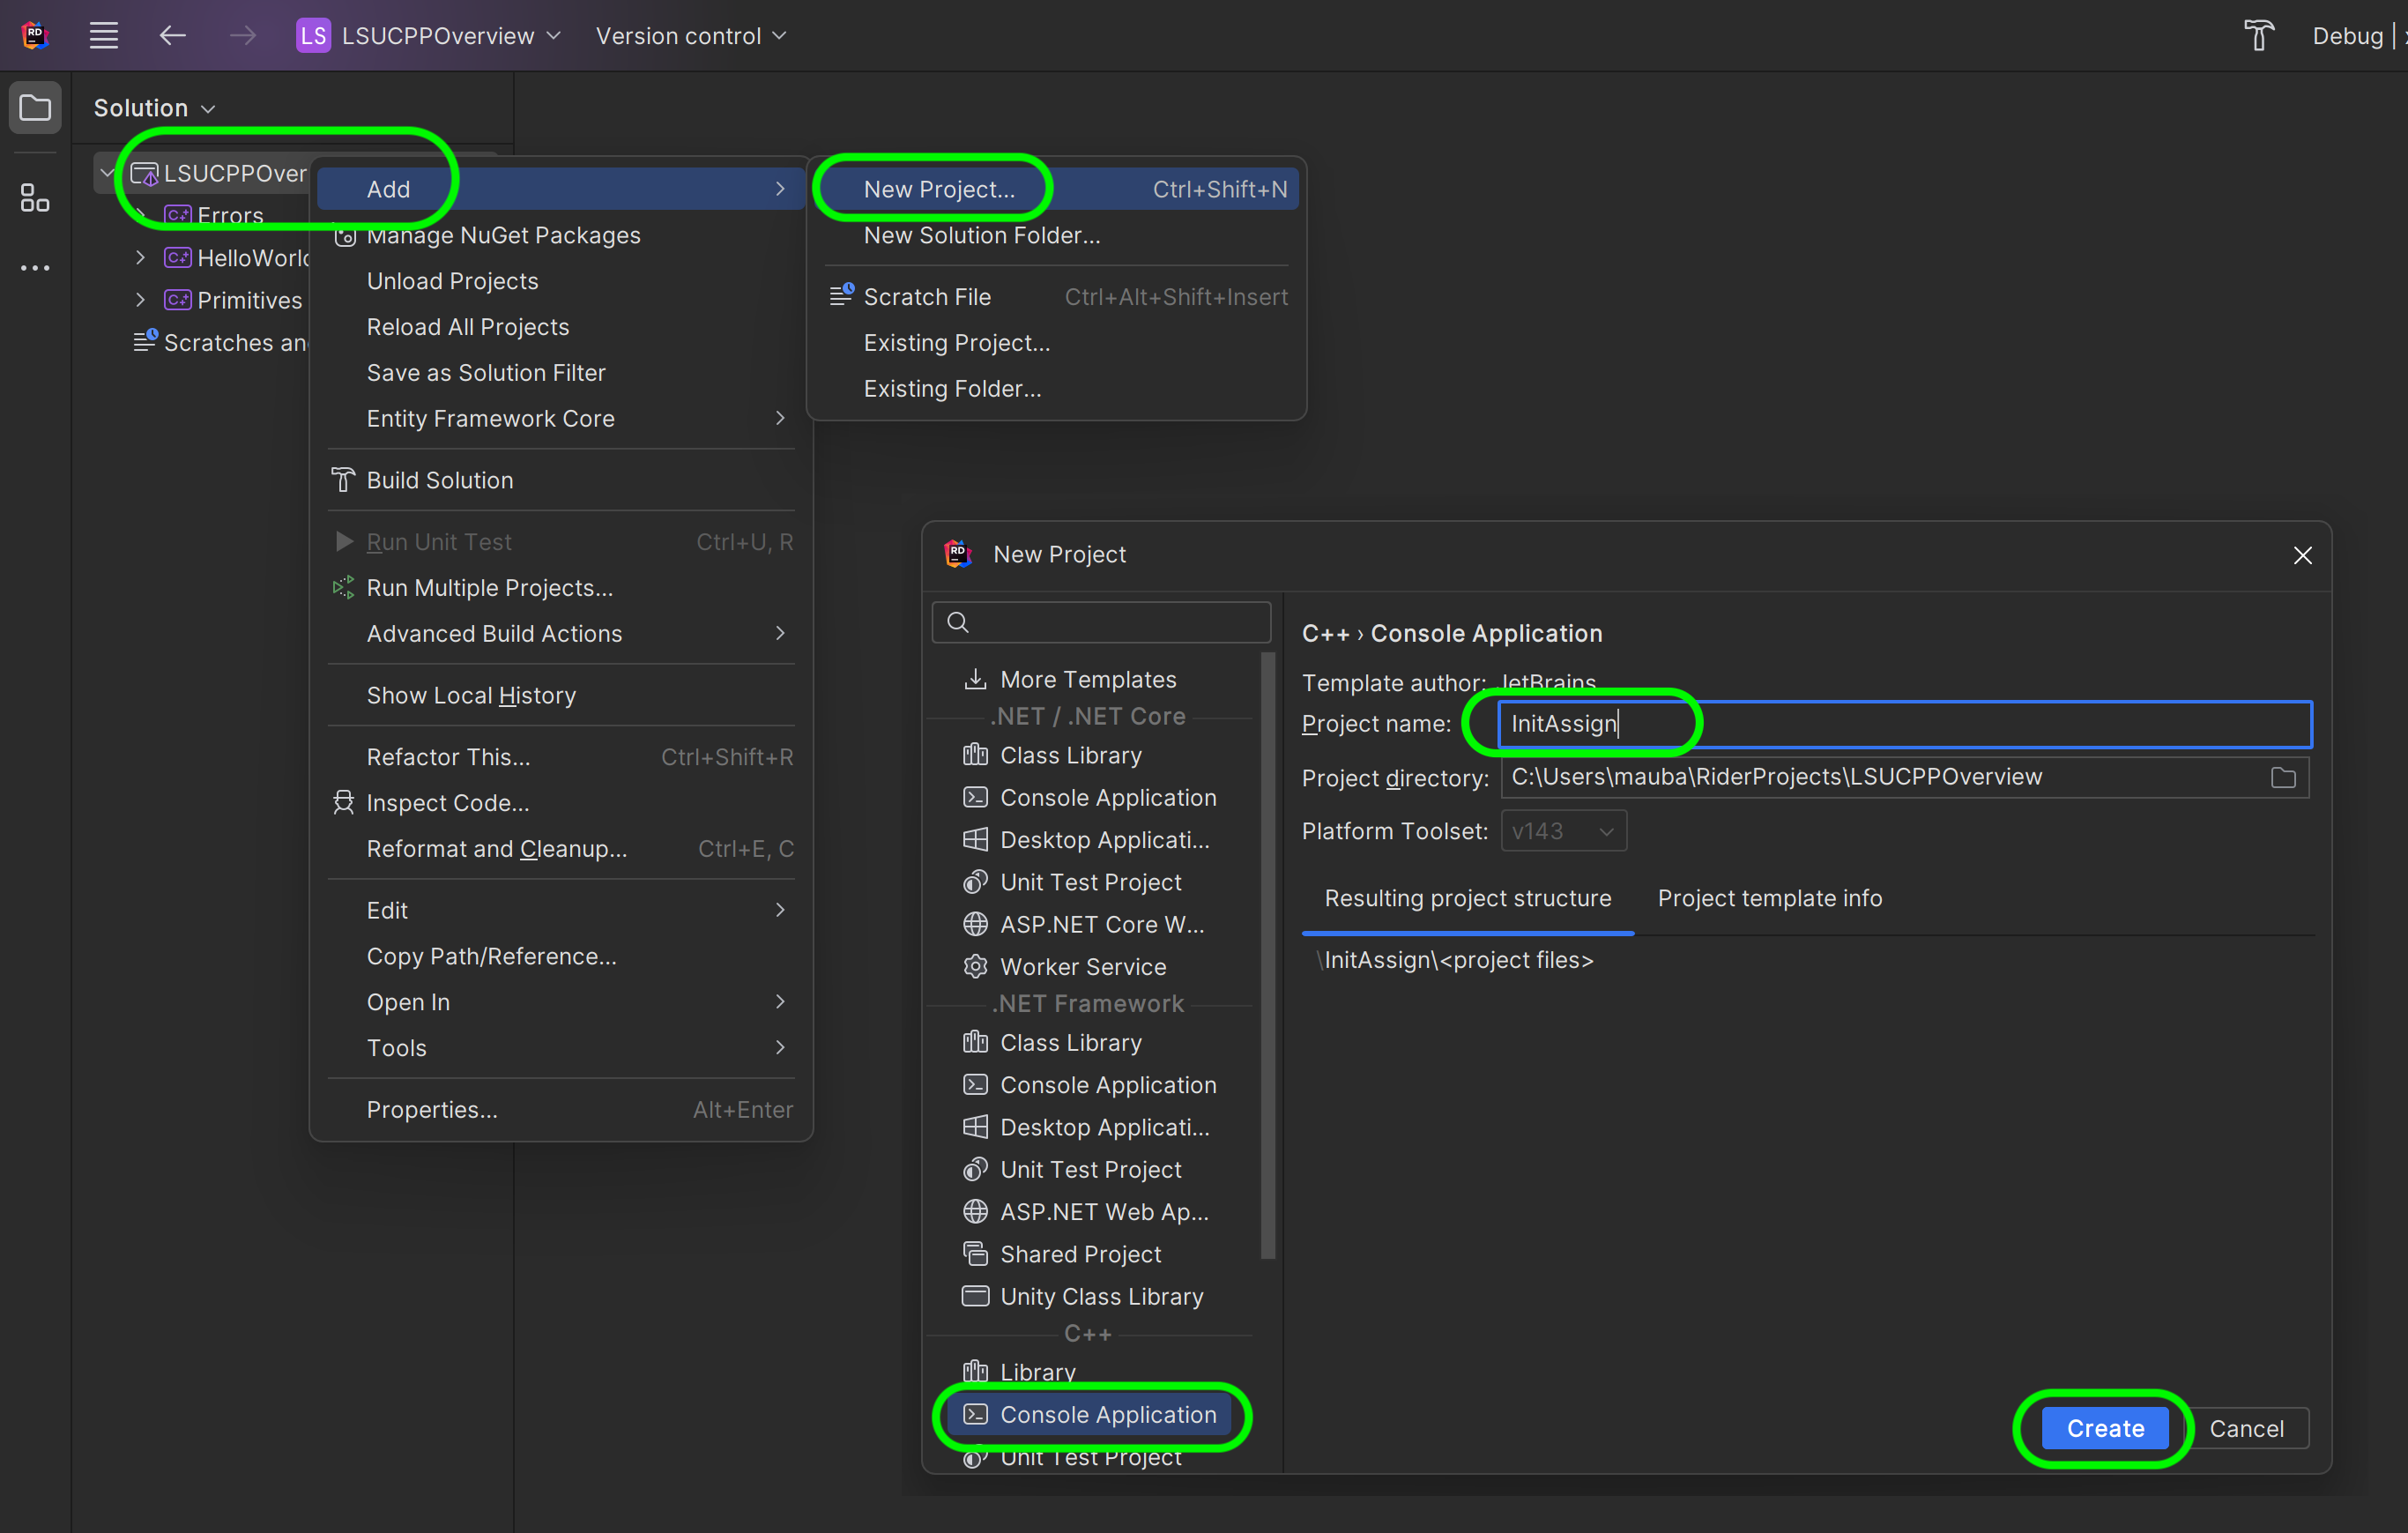 LS LSUCPPOverview Version control Debug
Solution
LSUCPPOver
Errors
HelloWorld
Primitives
Scratches an
Add
Manage NuGet Packages
Unload Projects
Reload All Projects
Save as Solution Filter
Entity Framework Core
Build Solution
Run Unit Test Ctrl+U, R
Run Multiple Projects...
Advanced Build Actions
Show Local History
Refactor This... Ctrl+Shift+R
Inspect Code...
Reformat and Cleanup... Ctrl+E, C
Edit
Copy Path/Reference...
Open In
Tools
Properties... Alt+Enter
New Project... Ctrl+Shift+N
New Solution Folder...
Scratch File Ctrl+Alt+Shift+Insert
Existing Project...
Existing Folder...
New Project
More Templates
.NET / .NET Core
Class Library
Console Application
Desktop Applicati...
Unit Test Project
ASP.NET Core W...
Worker Service
.NET Framework
Class Library
Console Application
Desktop Applicati...
Unit Test Project
ASP.NET Web Ap...
Shared Project
Unity Class Library
C++
Library
Console Application
Unit Test Project
C++ › Console Application
Template author: JetBrains
Project name: InitAssign
Project directory: C:\Users\mauba\RiderProjects\LSUCPPOverview
Platform Toolset: v143
Resulting project structure Project template info
\InitAssign\<project files>
Create Cancel